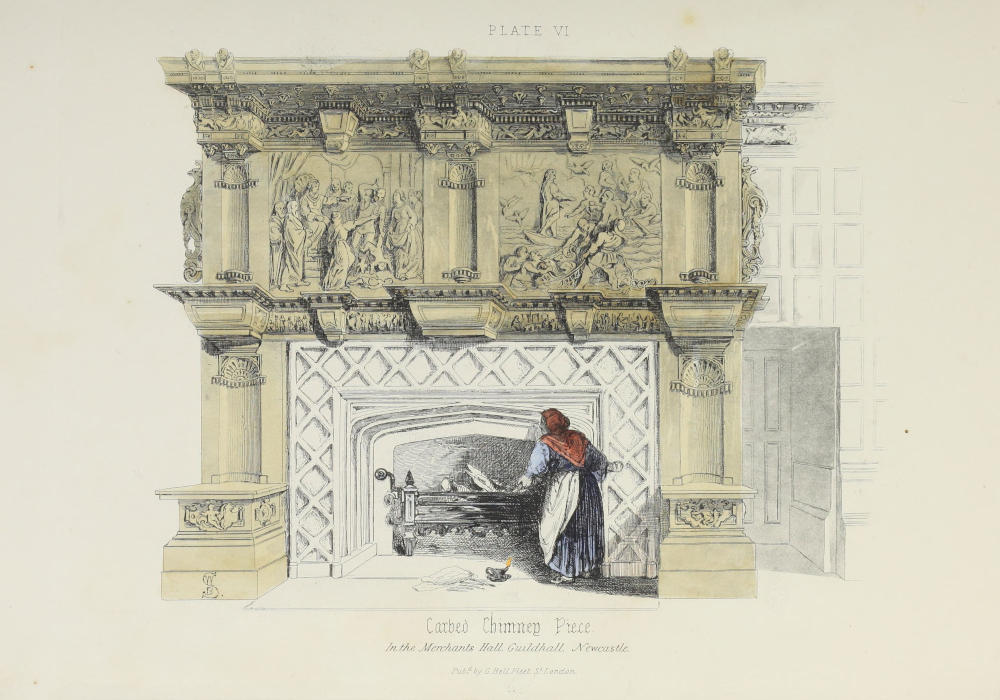 PLATE VI
Carved Chimney Piece.
In the Merchants Hall, Guildhall, Newcastle.
Pubd. by G. Bell, Fleet St. London.